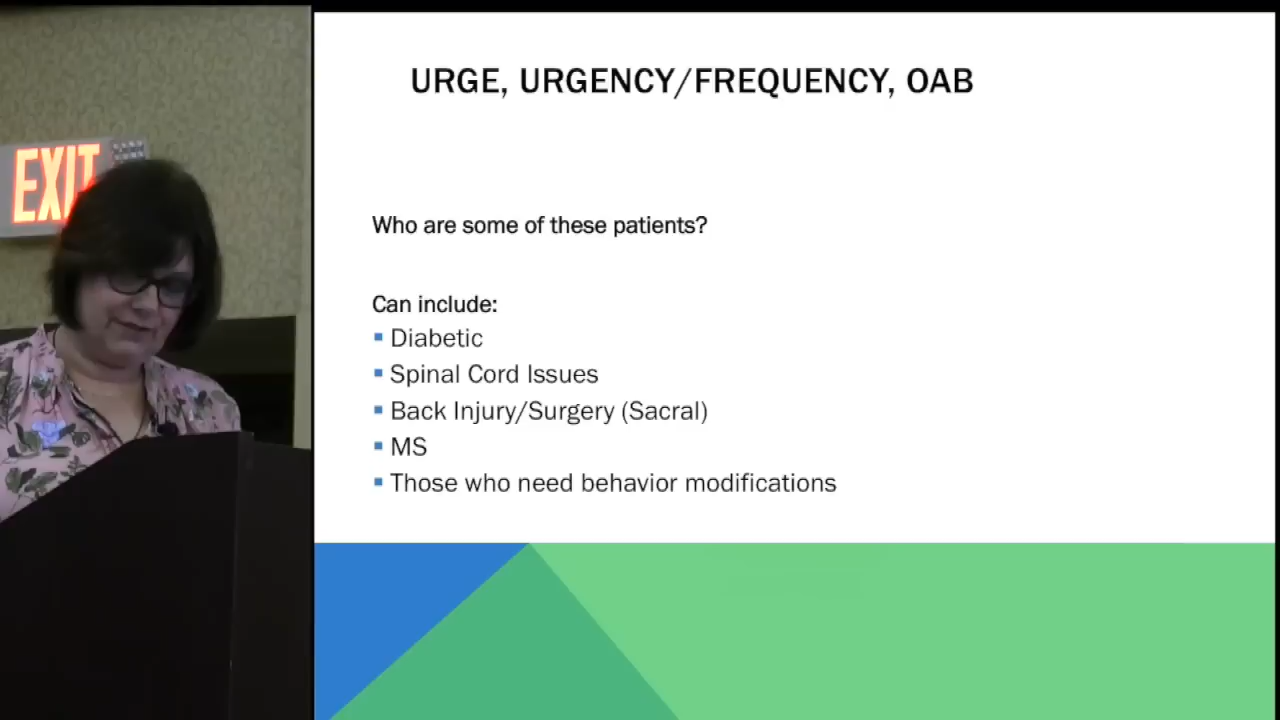 EXIT
URGE, URGENCY/FREQUENCY, OAB
Who are some of these patients?
Can include:
Diabetic
Spinal Cord Issues
Back Injury/Surgery (Sacral)
MS
Those who need behavior modifications